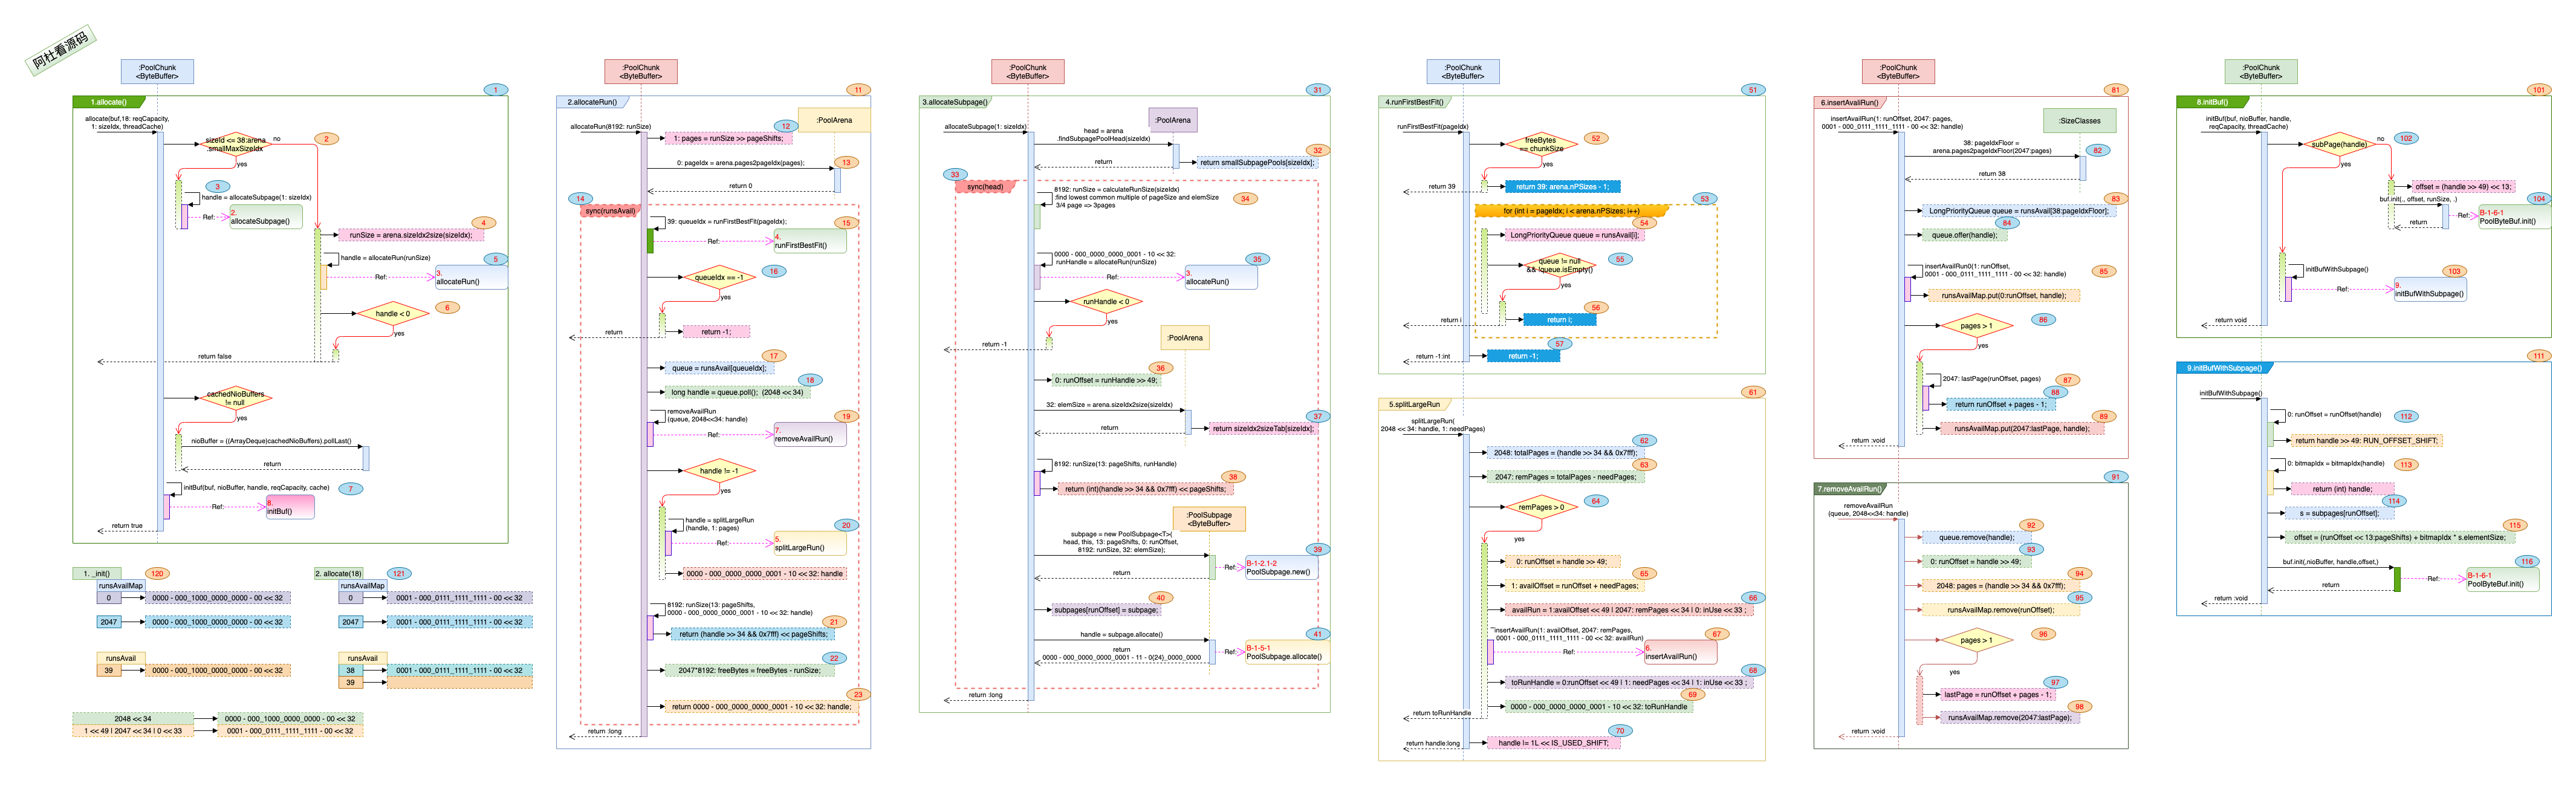 阿杜看源码
:PoolChunk
<ByteBuffer>
1
1.allocate()
allocate(buf,18: reqCapacity,
1: sizeIdx, threadCache)
sizeId <= 38:arena
.smallMaxSizeIdx
no
2
yes
3
handle = allocateSubpage(1: sizeIdx)
Ref:
2.
allocateSubpage()
4
runSize = arena.sizeIdx2size(sizeIdx);
5
handle = allocateRun(runSize)
Ref:
3.
allocateRun()
6
handle < 0
yes
return false
cachedNioBuffers
!= null
yes
nioBuffer = ((ArrayDeque)cachedNioBuffers).pollLast()
return
initBuf(buf, nioBuffer, handle, reqCapacity, cache)
7
Ref:
8.
initBuf()
return true
1. _init()
120
runsAvailMap
0
0000 - 000_1000_0000_0000 - 00 << 32
2047
0000 - 000_1000_0000_0000 - 00 << 32
runsAvail
39
0000 - 000_1000_0000_0000 - 00 << 32
2. allocate(18)
121
runsAvailMap
0
0001 - 000_0111_1111_1111 - 00 << 32
2047
0001 - 000_0111_1111_1111 - 00 << 32
runsAvail
38
0001 - 000_0111_1111_1111 - 00 << 32
39
2048 << 34
0000 - 000_1000_0000_0000 - 00 << 32
1 << 49 | 2047 << 34 | 0 << 33
0001 - 000_0111_1111_1111 - 00 << 32
:PoolChunk
<ByteBuffer>
11
2.allocateRun()
:PoolArena
allocateRun(8192: runSize)
12
1: pages = runSize >> pageShifts;
13
0: pageIdx = arena.pages2pageIdx(pages);
return 0
14
sync(runsAvail)
39: queueIdx = runFirstBestFit(pageIdx);
15
Ref:
4.
runFirstBestFit()
queueIdx == -1
16
yes
return -1;
return
17
queue = runsAvail[queueIdx];
18
long handle = queue.poll();  (2048 << 34)
removeAvailRun
(queue, 2048<<34: handle)
19
Ref:
7.
removeAvailRun()
handle != -1
yes
handle = splitLargeRun
(handle, 1: pages)
20
Ref:
5.
splitLargeRun()
0000 - 000_0000_0000_0001 - 10 << 32: handle
8192: runSize(13: pageShifts,
0000 - 000_0000_0000_0001 - 10 << 32: handle)
21
return (handle >> 34 && 0x7fff) << pageShifts;
22
2047*8192: freeBytes = freeBytes - runSize;
23
return 0000 - 000_0000_0000_0001 - 10 << 32: handle;
return :long
:PoolChunk
<ByteBuffer>
31
3.allocateSubpage()
:PoolArena
allocateSubpage(1: sizeIdx)
head = arena
.findSubpagePoolHead(sizeIdx)
32
return smallSubpagePools[sizeIdx];
return
33
sync(head)
8192: runSize = calculateRunSize(sizeIdx)
:find lowest common multiple of pageSize and elemSize
3/4 page => 3pages
34
0000 - 000_0000_0000_0001 - 10 << 32:
runHandle = allocateRun(runSize)
35
Ref:
3.
allocateRun()
runHandle < 0
yes
return -1
:PoolArena
36
0: runOffset = runHandle >> 49;
32: elemSize = arena.sizeIdx2size(sizeIdx)
37
return sizeIdx2sizeTab[sizeIdx];
return
8192: runSize(13: pageShifts, runHandle)
38
return (int)(handle >> 34 && 0x7fff) << pageShifts;
:PoolSubpage
<ByteBuffer>
subpage = new PoolSubpage<T>(
head, this, 13: pageShifts, 0: runOffset,
8192: runSize, 32: elemSize);
39
Ref:
B-1-2.1-2
PoolSubpage.new()
return
40
subpages[runOffset] = subpage;
handle = subpage.allocate()
41
Ref:
B-1-5-1
PoolSubpage.allocate()
return
0000 - 000_0000_0000_0001 - 11 - 0(24)_0000_0000
return :long
:PoolChunk
<ByteBuffer>
51
4.runFirstBestFit()
runFirstBestFit(pageIdx)
freeBytes
== chunkSize
52
yes
return 39: arena.nPSizes - 1;
return 39
53
for (int i = pageIdx; i < arena.nPSizes; i++)
54
LongPriorityQueue queue = runsAvail[i];
queue != null
&& !queue.isEmpty()
55
yes
56
return i;
return i
57
return -1;
return -1:int
61
5.splitLargeRun
splitLargeRun(
2048 << 34: handle, 1: needPages)
62
2048: totalPages = (handle >> 34 && 0x7fff);
63
2047: remPages = totalPages - needPages;
64
remPages > 0
yes
0: runOffset = handle >> 49;
65
1: availOffset = runOffset + needPages;
66
availRun = 1:availOffset << 49 | 2047: remPages << 34 | 0: inUse << 33 ;
insertAvailRun(1: availOffset, 2047: remPages,
0001 - 000_0111_1111_1111 - 00 << 32: availRun)
67
Ref:
6.
insertAvailRun()
68
toRunHandle = 0:runOffset << 49 | 1: needPages << 34 | 1: inUse << 33 ;
69
0000 - 000_0000_0000_0001 - 10 << 32: toRunHandle
return toRunHandle
70
handle |= 1L << IS_USED_SHIFT;
return handle:long
:PoolChunk
<ByteBuffer>
81
6.insertAvaliRun()
:SizeClasses
insertAvailRun(1: runOffset, 2047: pages,
0001 - 000_0111_1111_1111 - 00 << 32: handle)
38: pageIdxFloor =
arena.pages2pageIdxFloor(2047:pages)
82
return 38
83
LongPriorityQueue queue = runsAvail[38:pageIdxFloor];
84
queue.offer(handle);
insertAvailRun0(1: runOffset,
0001 - 000_0111_1111_1111 - 00 << 32: handle)
85
runsAvailMap.put(0:runOffset, handle);
86
pages > 1
yes
2047: lastPage(runOffset, pages)
87
88
return runOffset + pages - 1;
89
runsAvailMap.put(2047:lastPage, handle);
return :void
91
7.removeAvailRun()
removeAvailRun
(queue, 2048<<34: handle)
92
queue.remove(handle);
93
0: runOffset = handle >> 49;
94
2048: pages = (handle >> 34 && 0x7fff);
95
runsAvailMap.remove(runOffset);
96
pages > 1
yes
97
lastPage = runOffset + pages - 1;
98
runsAvailMap.remove(2047:lastPage);
return :void
:PoolChunk
<ByteBuffer>
101
8.initBuf()
initBuf(buf, nioBuffer, handle,
reqCapacity, threadCache)
subPage(handle)
no
102
yes
offset = (handle >> 49) << 13;
buf.init(., offset, runSize, .)
104
Ref:
B-1-6-1
PoolByteBuf.init()
return
initBufWithSubpage()
103
Ref:
9.
initBufWithSubpage()
return void
111
9.initBufWithSubpage()
initBufWithSubpage()
0: runOffset = runOffset(handle)
112
return handle >> 49: RUN_OFFSET_SHIFT;
0: bitmapIdx = bitmapIdx(handle)
113
return (int) handle;
114
s = subpages[runOffset];
115
offset = (runOffset << 13:pageShifts) + bitmapIdx * s.elementSize;
buf.init(,nioBuffer, handle,offset,)
116
Ref:
B-1-6-1
PoolByteBuf.init()
return
return :void